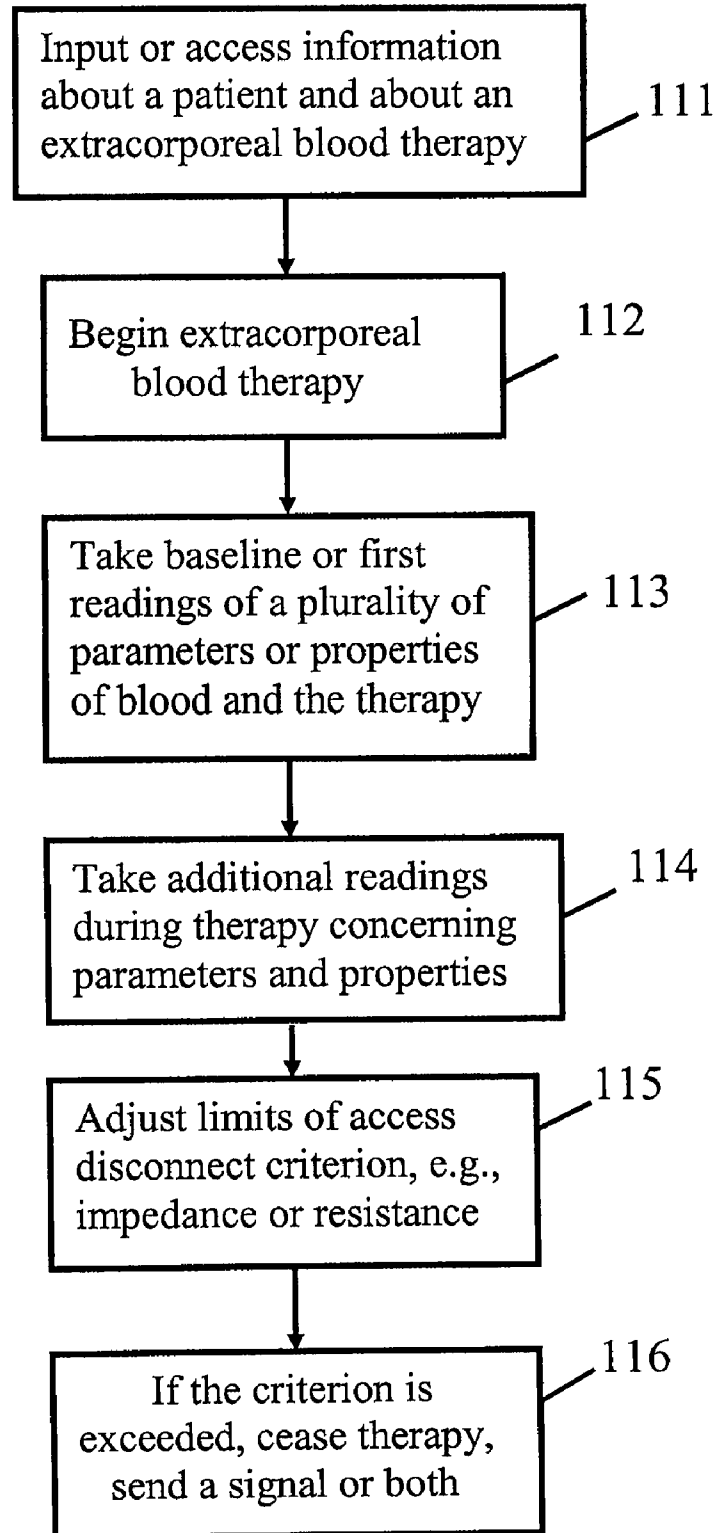 Input or access information
about a patient and about an
extracorporeal blood therapy
111
Begin extracorporeal
blood therapy
112
Take baseline or first
readings of a plurality of
parameters or properties
of blood and the therapy
113
Take additional readings
during therapy concerning
parameters and properties
114
Adjust limits of access
disconnect criterion, e.g.,
impedance or resistance
115
If the criterion is
exceeded, cease therapy,
send a signal or both
116